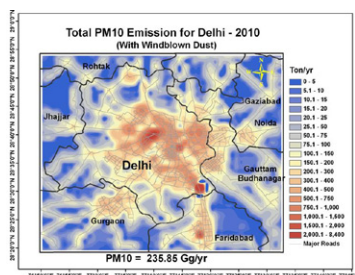 Total PM10 Emission for Delhi - 2010
(With Windblown Dust)
Rohtak
Jhajjar
Gaziabad
Noida
Delhi
Gauttam
Budhanagar
Gurgaon
Faridabad
PM10 = 235.85 Gg/yr
Ton/yr
0 - 5
5.1 - 10
10.1 - 15
15.1 - 20
20.1 - 25
25.1 - 50
50.1 - 75
75.1 - 100
100.1 - 150
150.1 - 200
200.1 - 300
300.1 - 400
400.1 - 500
500.1 - 750
750.1 - 1,000
1,000.1 - 1,500
1,500.1 - 2,000
2,000.1 - 8,400
Major Roads